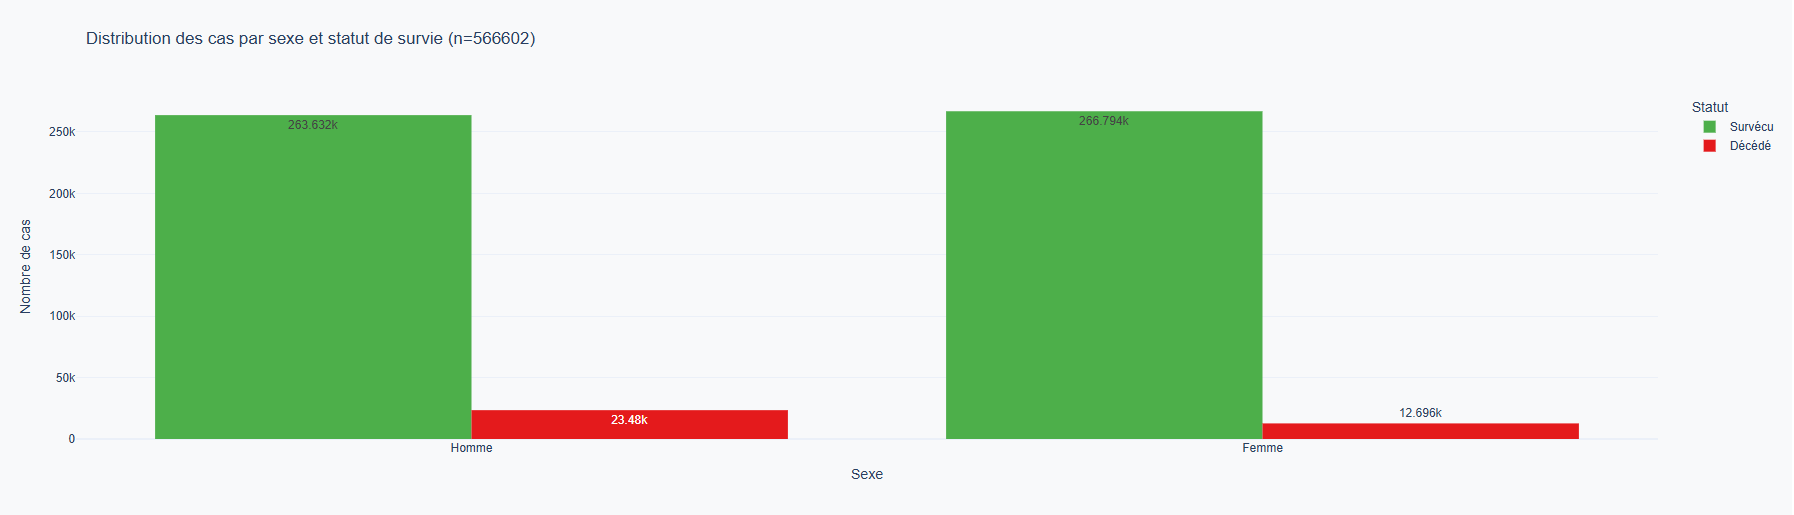 Distribution des cas par sexe et statut de survie (n=566602)
Statut
Survécu
Décédé
Nombre de cas
250k
200k
150k
100k
50k
0
263.632k
23.48k
266.794k
12.696k
Homme
Femme
Sexe